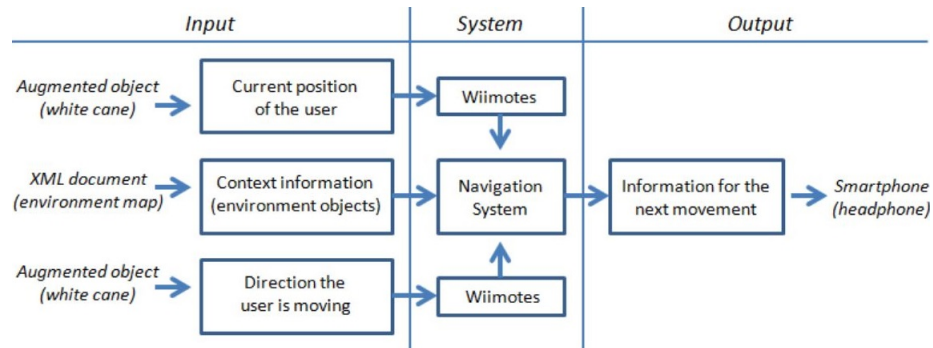 Input
System
Output
Augmented object
(white cane)
Current position
of the user
Wiimotes
XML document
(environment map)
Context information
(environment objects)
Navigation
System
Information for the
next movement
Smartphone
(headphone)
Augmented object
(white cane)
Direction the
user is moving
Wiimotes